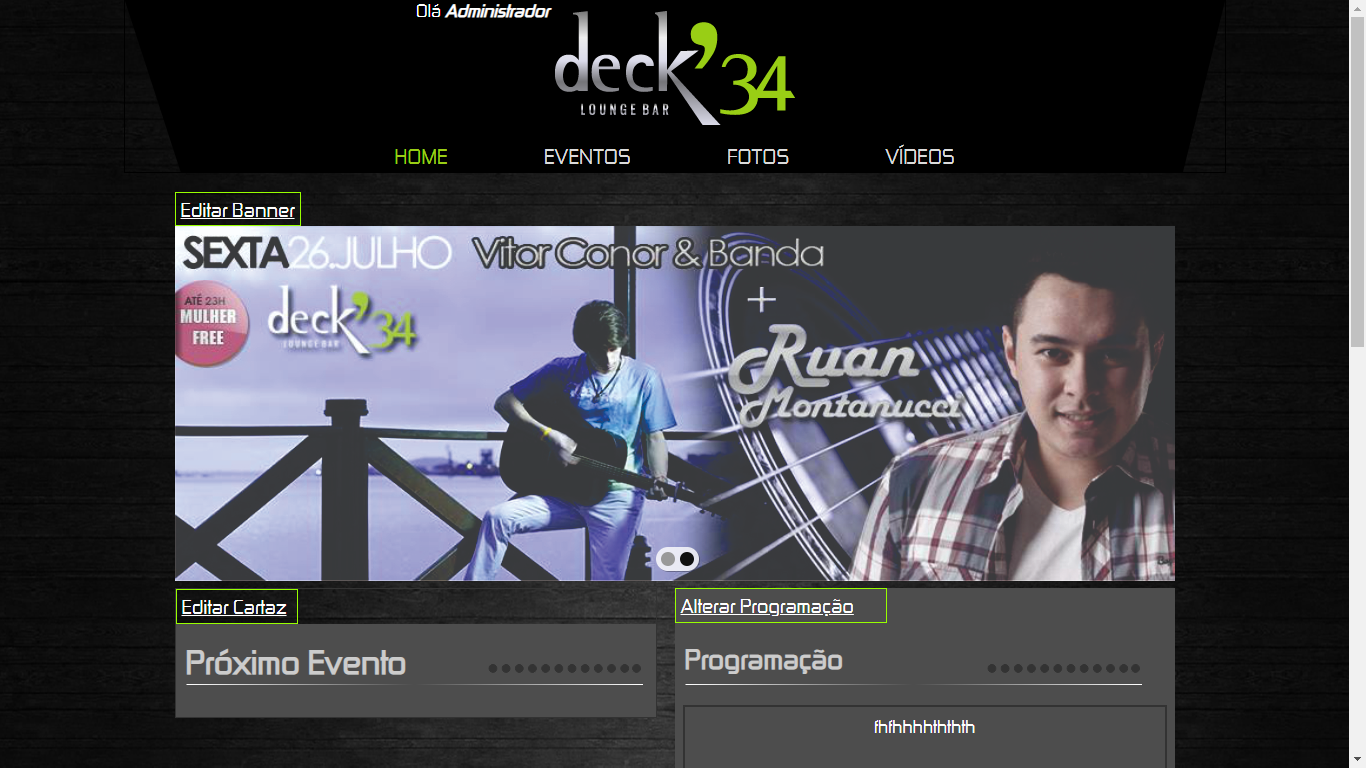 Olá Administrador
deck'34
LOUNGE BAR
HOME EVENTOS FOTOS VÍDEOS
Editar Banner
SEXTA26.JULHO Vitor Conor & Banda
+
ATÉ 23H
MULHER
FREE
deck'34
LOUNGE BAR
Ruan
Montanucci
Editar Cartaz
Próximo Evento
Alterar Programação
Programação
fhfhhhhththth